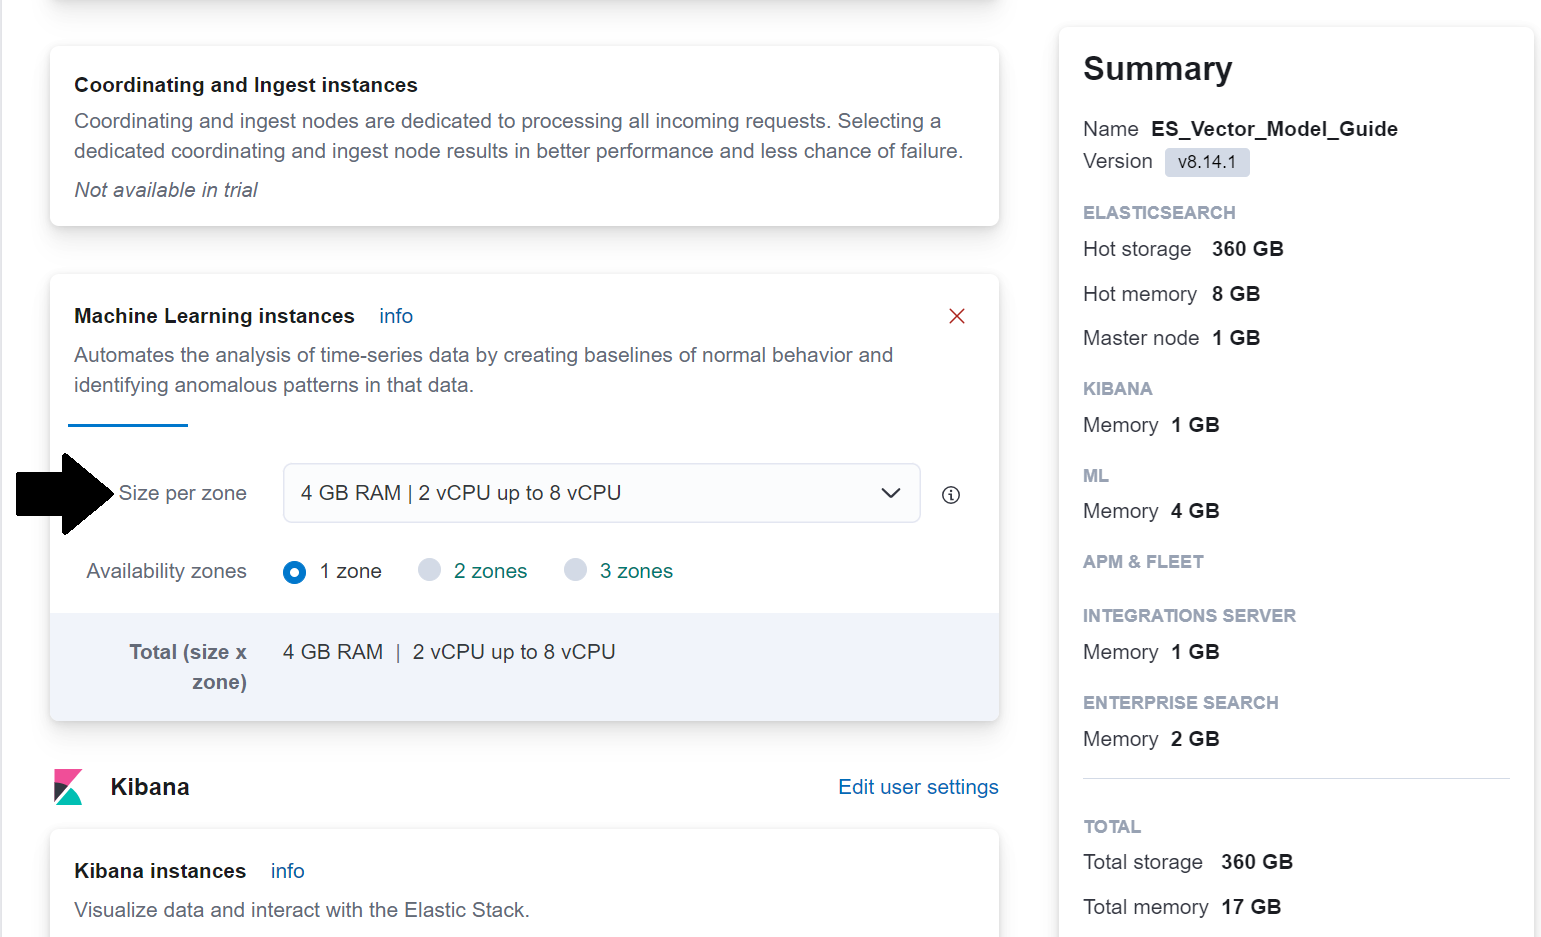 Coordinating and Ingest instances
Coordinating and ingest nodes are dedicated to processing all incoming requests. Selecting a
dedicated coordinating and ingest node results in better performance and less chance of failure.
Not available in trial
Machine Learning instances info
Automates the analysis of time-series data by creating baselines of normal behavior and
identifying anomalous patterns in that data.
Size per zone 4 GB RAM | 2 vCPU up to 8 vCPU
Availability zones 1 zone 2 zones 3 zones
Total (size x
zone) 4 GB RAM | 2 vCPU up to 8 vCPU
Kibana Edit user settings
Kibana instances info
Visualize data and interact with the Elastic Stack.
Summary
Name ES_Vector_Model_Guide
Version v8.14.1
ELASTICSEARCH
Hot storage 360 GB
Hot memory 8 GB
Master node 1 GB
KIBANA
Memory 1 GB
ML
Memory 4 GB
APM & FLEET
INTEGRATIONS SERVER
Memory 1 GB
ENTERPRISE SEARCH
Memory 2 GB
TOTAL
Total storage 360 GB
Total memory 17 GB